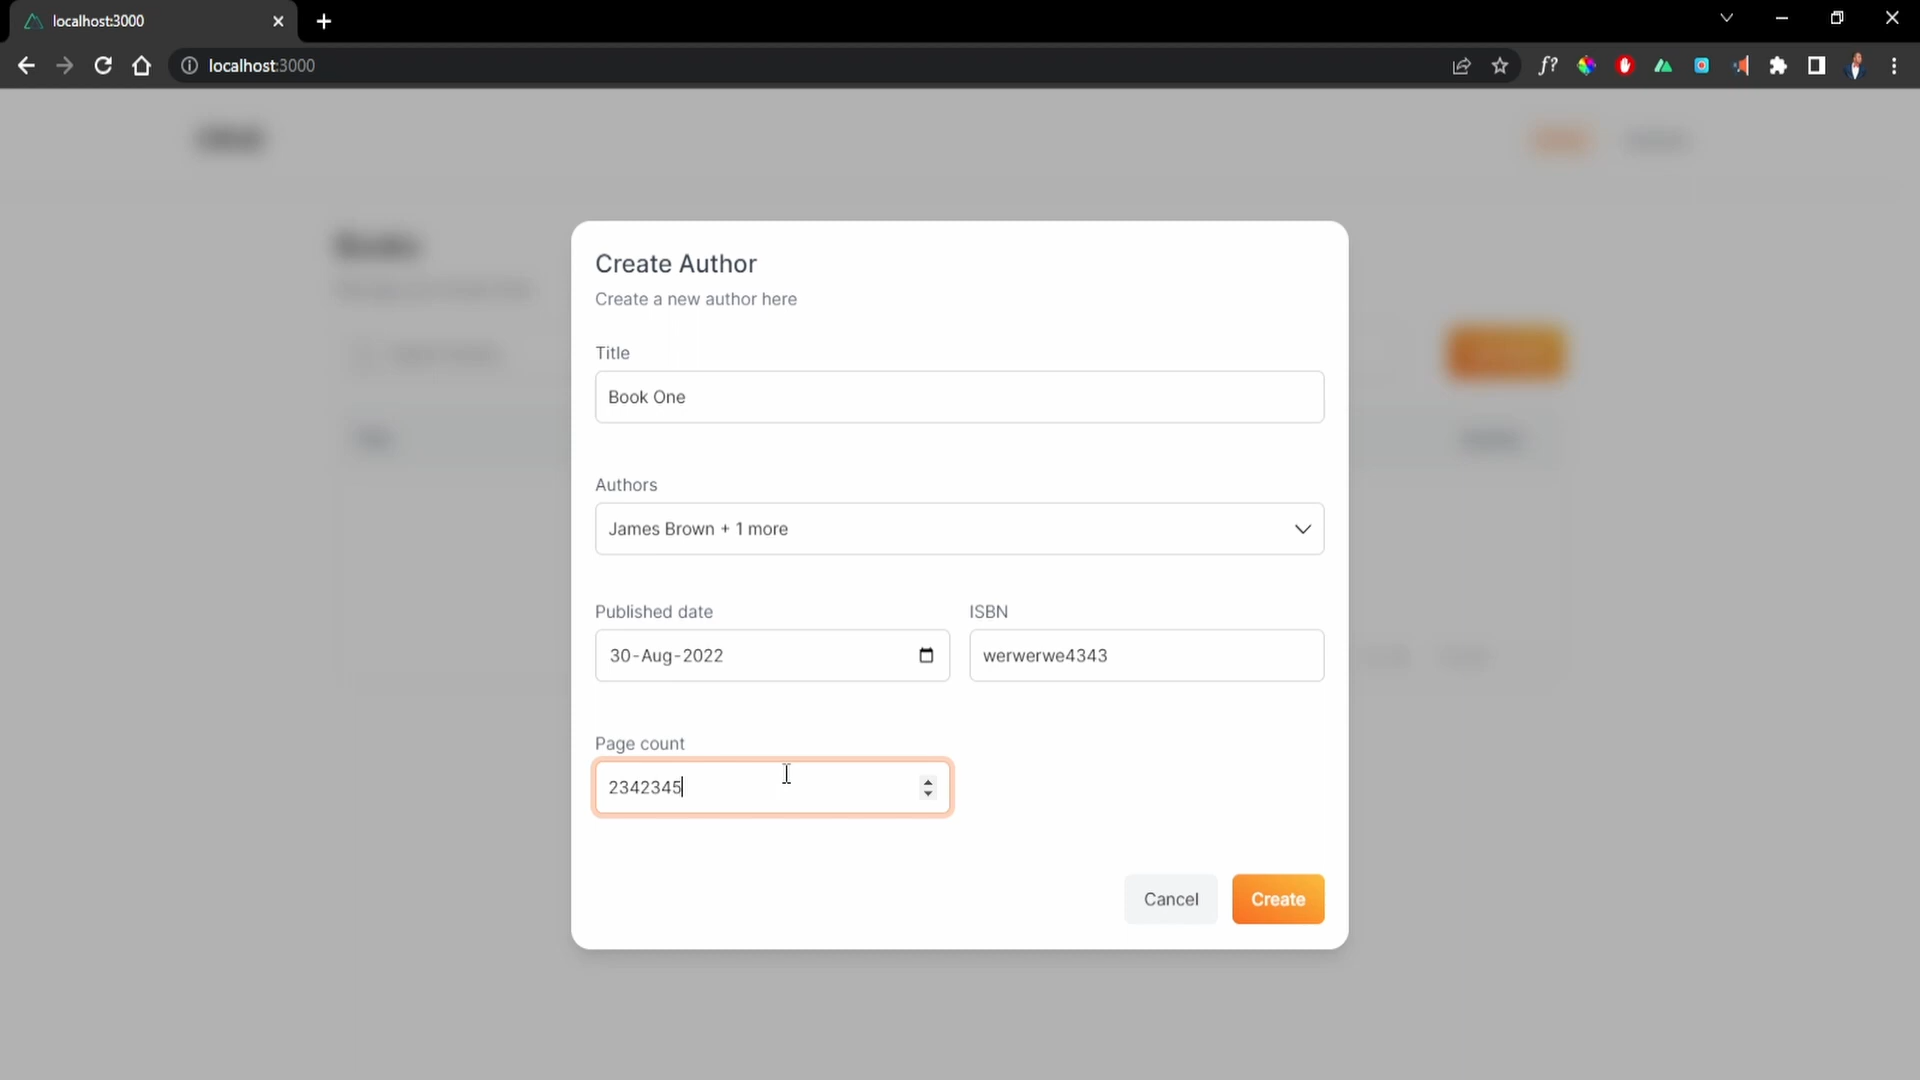 localhost:3000
localhost:3000
f?
Books
Create Author
Create a new author here
Title
Book One
Authors
James Brown + 1 more
Published date
ISBN
30-Aug-2022
werwerwe4343
Page count
2342345
Cancel
Create